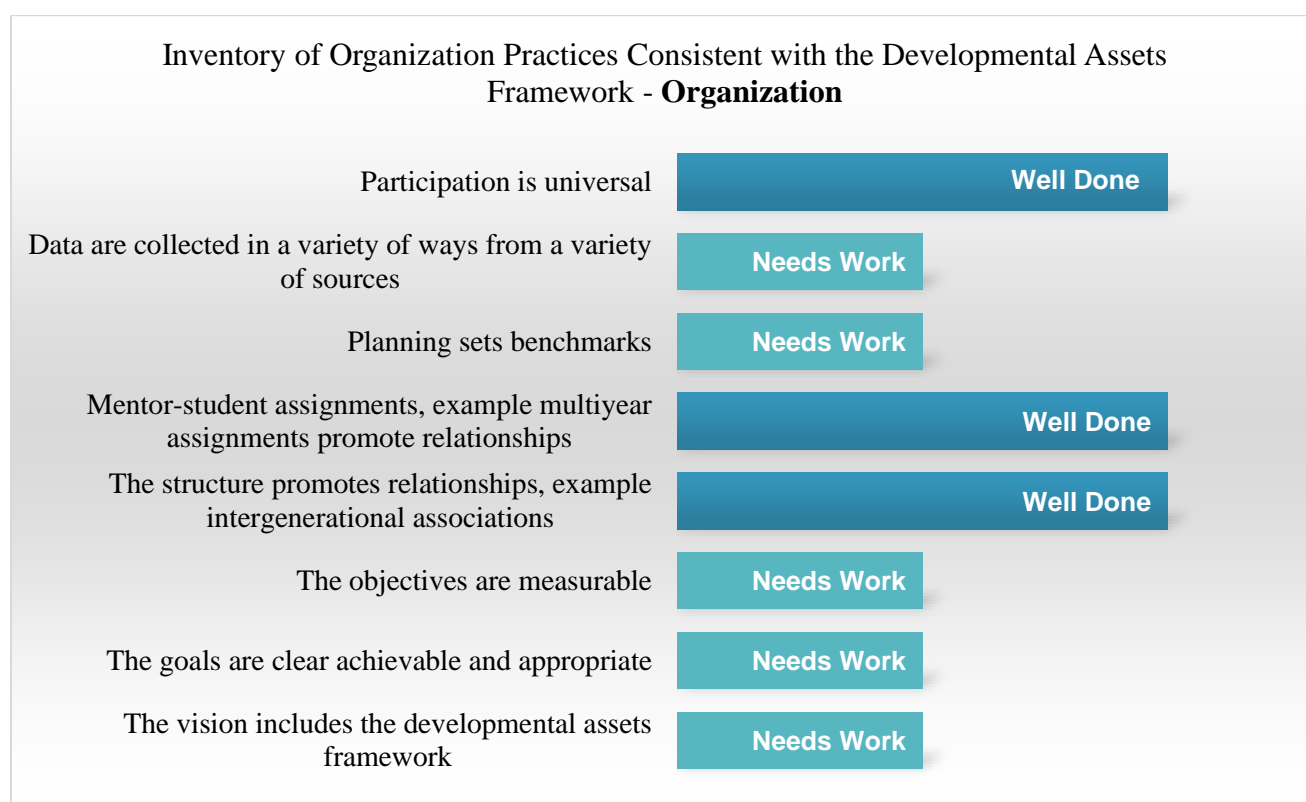 Inventory of Organization Practices Consistent with the Developmental Assets
Framework - Organization
Participation is universal
Well Done
Data are collected in a variety of ways from a variety
of sources
Needs Work
Planning sets benchmarks
Needs Work
Mentor-student assignments, example multiyear
assignments promote relationships
Well Done
The structure promotes relationships, example
intergenerational associations
Well Done
The objectives are measurable
Needs Work
The goals are clear achievable and appropriate
Needs Work
The vision includes the developmental assets
framework
Needs Work